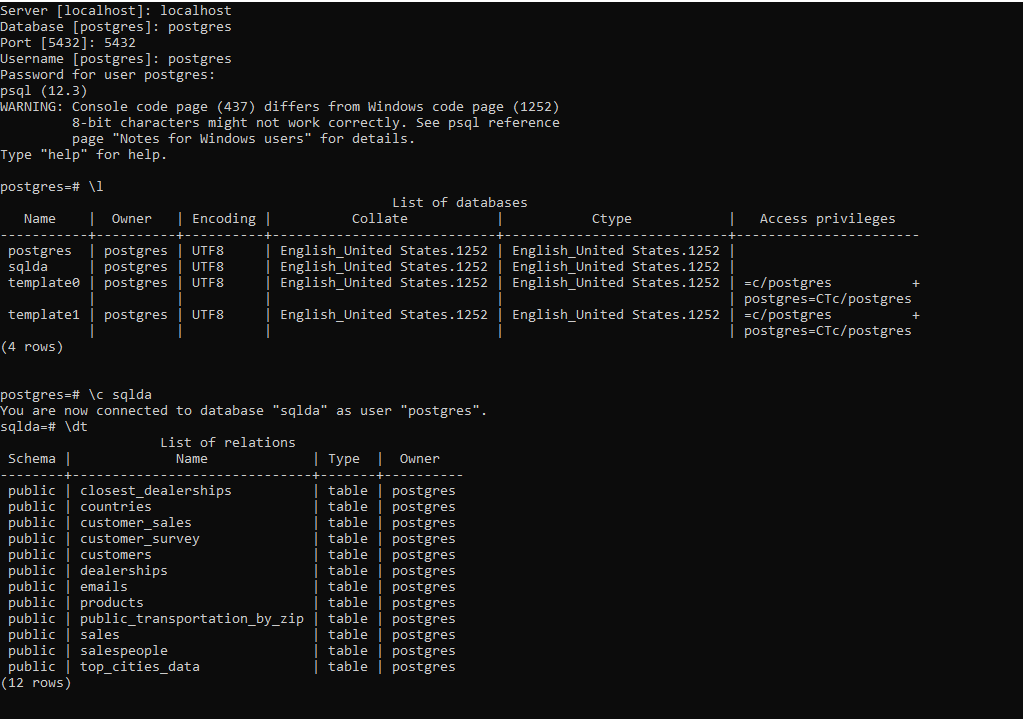 Server [localhost]: localhost
Database [postgres]: postgres
Port [5432]: 5432
Username [postgres]: postgres
Password for user postgres:
psql (12.3)
WARNING: Console code page (437) differs from Windows code page (1252)
         8-bit characters might not work correctly. See psql reference
         page "Notes for Windows users" for details.
Type "help" for help.

postgres=# \l
                                                 List of databases
   Name    |  Owner   | Encoding |          Collate           |           Ctype            |   Access privileges
-----------+----------+----------+----------------------------+----------------------------+-----------------------
 postgres  | postgres | UTF8     | English_United States.1252 | English_United States.1252 |
 sqlda     | postgres | UTF8     | English_United States.1252 | English_United States.1252 |
 template0 | postgres | UTF8     | English_United States.1252 | English_United States.1252 | =c/postgres          +
           |          |          |                            |                            | postgres=CTc/postgres
 template1 | postgres | UTF8     | English_United States.1252 | English_United States.1252 | =c/postgres          +
           |          |          |                            |                            | postgres=CTc/postgres
(4 rows)


postgres=# \c sqlda
You are now connected to database "sqlda" as user "postgres".
sqlda=# \dt
                    List of relations
 Schema |             Name             | Type  |  Owner
--------+------------------------------+-------+----------
 public | closest_dealerships          | table | postgres
 public | countries                    | table | postgres
 public | customer_sales               | table | postgres
 public | customer_survey              | table | postgres
 public | customers                    | table | postgres
 public | dealerships                  | table | postgres
 public | emails                       | table | postgres
 public | products                     | table | postgres
 public | public_transportation_by_zip | table | postgres
 public | sales                        | table | postgres
 public | salespeople                  | table | postgres
 public | top_cities_data              | table | postgres
(12 rows)